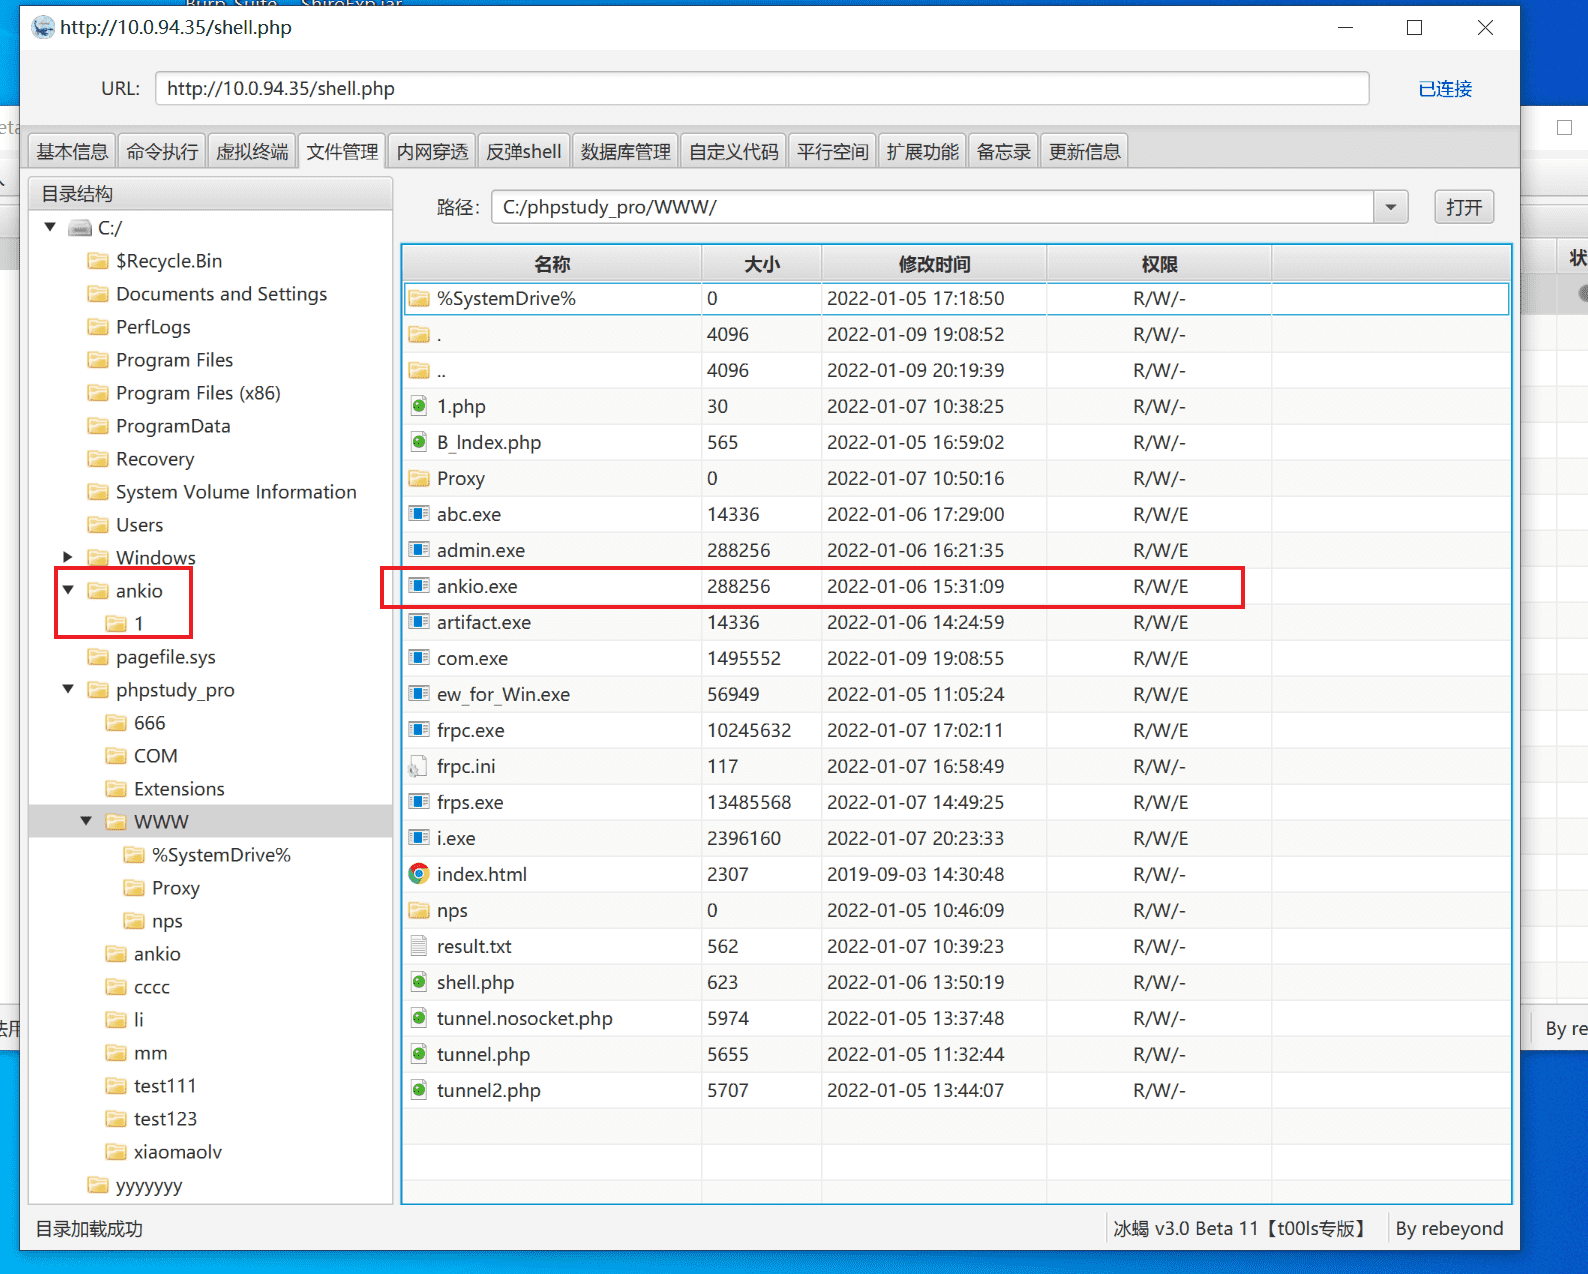 Burp_Suite ShiroExp.jar
http://10.0.94.35/shell.php
URL: http://10.0.94.35/shell.php 已连接
基本信息 命令执行 虚拟终端 文件管理 内网穿透 反弹shell 数据库管理 自定义代码 平行空间 扩展功能 备忘录 更新信息
目录结构
C:/
$Recycle.Bin
Documents and Settings
PerfLogs
Program Files
Program Files (x86)
ProgramData
Recovery
System Volume Information
Users
Windows
ankio
1
pagefile.sys
phpstudy_pro
666
COM
Extensions
WWW
%SystemDrive%
Proxy
nps
ankio
cccc
li
mm
test111
test123
xiaomaolv
yyyyyyy
路径: C:/phpstudy_pro/WWW/ 打开
名称 大小 修改时间 权限
%SystemDrive% 0 2022-01-05 17:18:50 R/W/-
. 4096 2022-01-09 19:08:52 R/W/-
.. 4096 2022-01-09 20:19:39 R/W/-
1.php 30 2022-01-07 10:38:25 R/W/-
B_Index.php 565 2022-01-05 16:59:02 R/W/-
Proxy 0 2022-01-07 10:50:16 R/W/-
abc.exe 14336 2022-01-06 17:29:00 R/W/E
admin.exe 288256 2022-01-06 16:21:35 R/W/E
ankio.exe 288256 2022-01-06 15:31:09 R/W/E
artifact.exe 14336 2022-01-06 14:24:59 R/W/E
com.exe 1495552 2022-01-09 19:08:55 R/W/E
ew_for_Win.exe 56949 2022-01-05 11:05:24 R/W/E
frpc.exe 10245632 2022-01-07 17:02:11 R/W/E
frpc.ini 117 2022-01-07 16:58:49 R/W/-
frps.exe 13485568 2022-01-07 14:49:25 R/W/E
i.exe 2396160 2022-01-07 20:23:33 R/W/E
index.html 2307 2019-09-03 14:30:48 R/W/-
nps 0 2022-01-05 10:46:09 R/W/-
result.txt 562 2022-01-07 10:39:23 R/W/-
shell.php 623 2022-01-06 13:50:19 R/W/-
tunnel.nosocket.php 5974 2022-01-05 13:37:48 R/W/-
tunnel.php 5655 2022-01-05 11:32:44 R/W/-
tunnel2.php 5707 2022-01-05 13:44:07 R/W/-
状
By re
目录加载成功 冰蝎 v3.0 Beta 11【t00ls专版】 By rebeyond